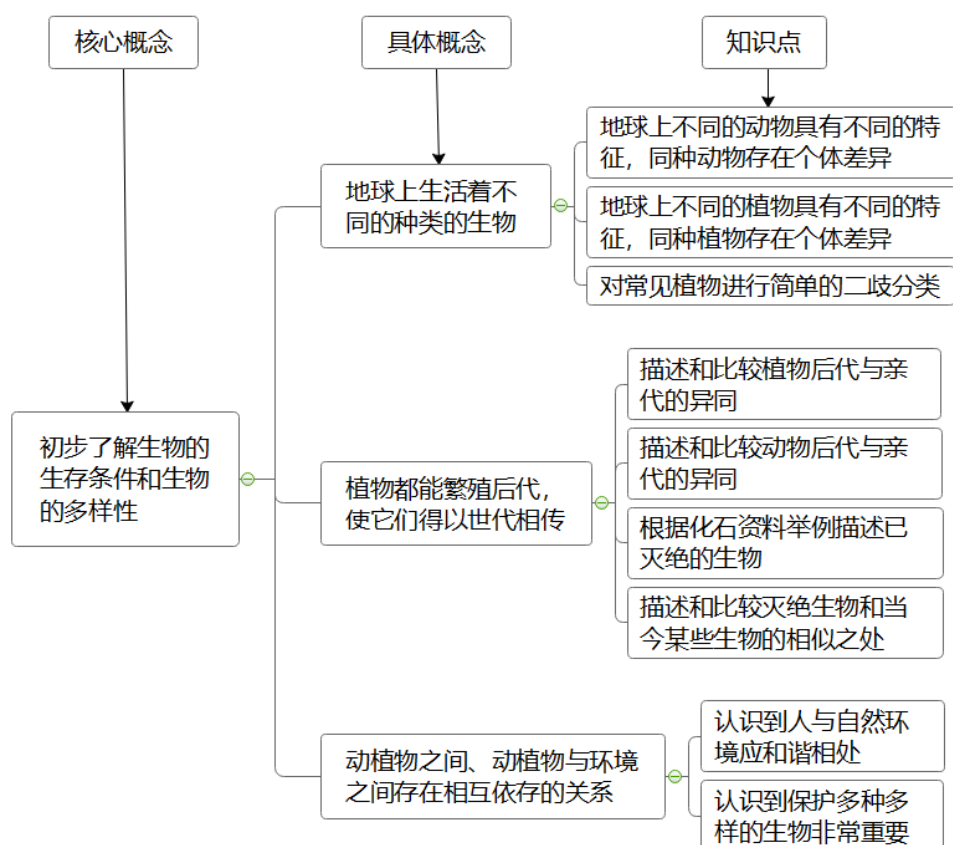 核心概念
具体概念
知识点
地球上不同的动物具有不同的特
征，同种动物存在个体差异
地球上生活着不
同的种类的生物
地球上不同的植物具有不同的特
征，同种植物存在个体差异
对常见植物进行简单的二歧分类
描述和比较植物后代与亲
代的异同
初步了解生物的
生存条件和生物
的多样性
描述和比较动物后代与亲
代的异同
植物都能繁殖后代，
使它们得以世代相传
根据化石资料举例描述已
灭绝的生物
描述和比较灭绝生物和当
今某些生物的相似之处
认识到人与自然环
境应和谐相处
动植物之间、动植物与环境
之间存在相互依存的关系
认识到保护多种多
样的生物非常重要